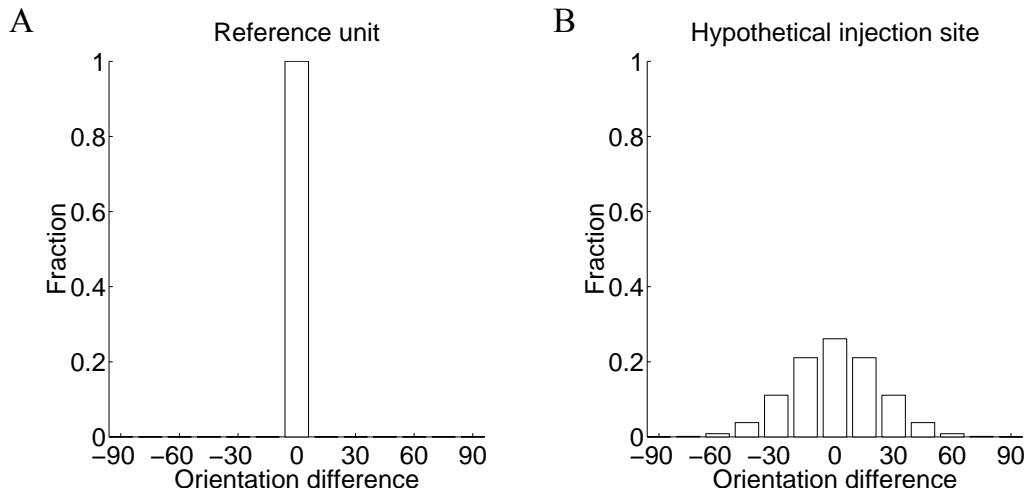 A
Reference unit
1
0.8
0.6
0.4
0.2
0
Fraction
−90 −60 −30 0 30 60 90
Orientation difference
B
Hypothetical injection site
1
0.8
0.6
0.4
0.2
0
Fraction
−90 −60 −30 0 30 60 90
Orientation difference